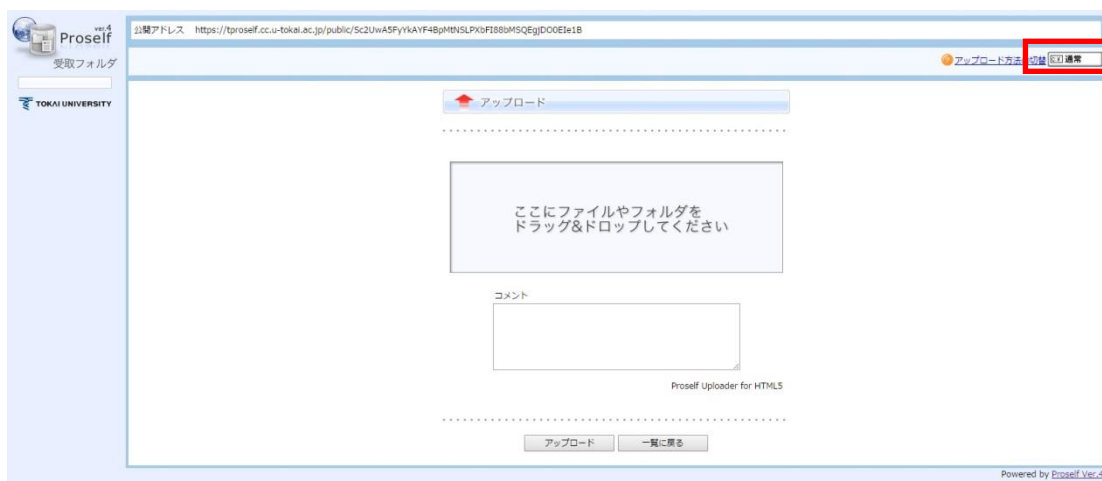 Proself ver.4
受取フォルダ
TOKAI UNIVERSITY
公開アドレス https://tproself.cc.u-tokai.ac.jp/public/Sc2UwA5FyYkAYF4BpMtNSLPXbFI88bMSQEgjDO0EIe1B
アップロード方法 切替 通常
アップロード
ここにファイルやフォルダを
ドラッグ&ドロップしてください
コメント
Proself Uploader for HTML5
アップロード 一覧に戻る
Powered by Proself Ver.4